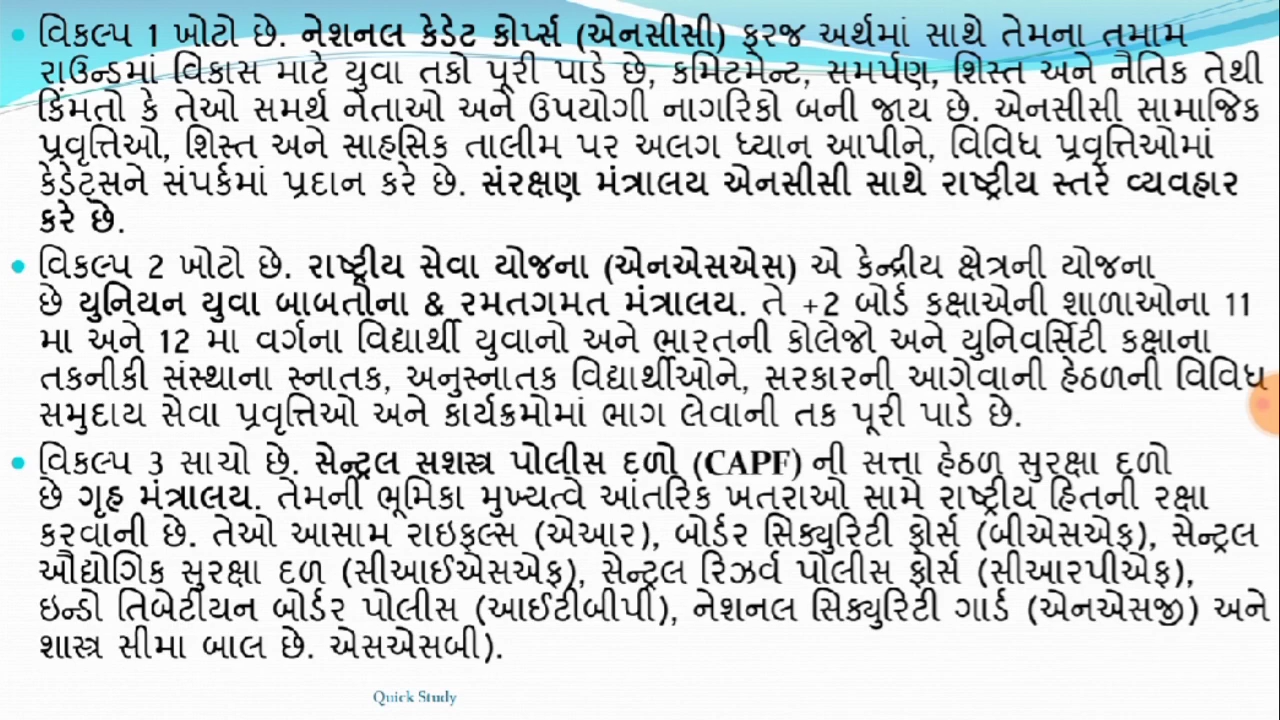 • વિકલ્પ 1 ખોટો છે. નેશનલ કેડેટ કોર્પ્સ (એનસીસી) ફરજ અર્થમાં સાથે તેમના તમામ
રાઉન્ડમાં વિકાસ માટે યુવા તકો પૂરી પાડે છે, કમિટમેન્ટ, સમર્પણ, શિસ્ત અને નૈતિક તેથી
કિંમતો કે તેઓ સમર્થ નેતાઓ અને ઉપયોગી નાગરિકો બની જાય છે. એનસીસી સામાજિક
પ્રવૃત્તિઓ, શિસ્ત અને સાહસિક તાલીમ પર અલગ ધ્યાન આપીને, વિવિધ પ્રવૃત્તિઓમાં
કેડેટ્સને સંપર્કમાં પ્રદાન કરે છે. સંરક્ષણ મંત્રાલય એનસીસી સાથે રાષ્ટ્રીય સ્તરે વ્યવહાર
કરે છે.
• વિકલ્પ 2 ખોટો છે. રાષ્ટ્રીય સેવા યોજના (એનએસએસ) એ કેન્દ્રીય ક્ષેત્રની યોજના
છે યુનિયન યુવા બાબતોના & રમતગમત મંત્રાલય. તે +2 બોર્ડ કક્ષાએની શાળાઓના 11
મા અને 12 મા વર્ગના વિદ્યાર્થી યુવાનો અને ભારતની કોલેજો અને યુનિવર્સિટી કક્ષાના
તકનીકી સંસ્થાના સ્નાતક, અનુસ્નાતક વિદ્યાર્થીઓને, સરકારની આગેવાની હેઠળની વિવિધ
સમુદાય સેવા પ્રવૃત્તિઓ અને કાર્યક્રમોમાં ભાગ લેવાની તક પૂરી પાડે છે.
• વિકલ્પ 3 સાચો છે. સેન્ટ્રલ સશસ્ત્ર પોલીસ દળો (CAPF) ની સત્તા હેઠળ સુરક્ષા દળો
છે ગૃહ મંત્રાલય. તેમની ભૂમિકા મુખ્યત્વે આંતરિક ખતરાઓ સામે રાષ્ટ્રીય હિતની રક્ષા
કરવાની છે. તેઓ આસામ રાઇફલ્સ (એઆર), બોર્ડર સિક્યુરિટી ફોર્સ (બીએસએફ), સેન્ટ્રલ
ઔદ્યોગિક સુરક્ષા દળ (સીઆઈએસએફ), સેન્ટ્રલ રિઝર્વ પોલીસ ફોર્સ (સીઆરપીએફ),
ઇન્ડો તિબેટીયન બોર્ડર પોલીસ (આઈટીબીપી), નેશનલ સિક્યુરિટી ગાર્ડ (એનએસજી) અને
શાસ્ત્ર સીમા બાલ છે. એસએસબી).
Quick Study